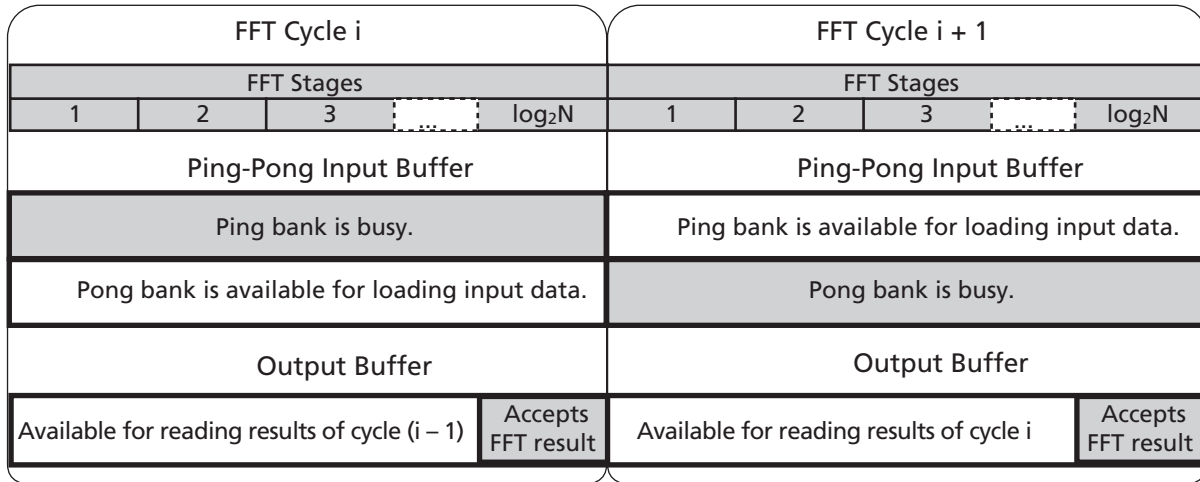 FFT Cycle i
FFT Cycle i + 1
FFT Stages
FFT Stages
1 2 3 ... log₂N
1 2 3 ... log₂N
Ping-Pong Input Buffer
Ping-Pong Input Buffer
Ping bank is busy.
Ping bank is available for loading input data.
Pong bank is available for loading input data.
Pong bank is busy.
Output Buffer
Output Buffer
Available for reading results of cycle (i – 1)
Accepts
FFT result
Available for reading results of cycle i
Accepts
FFT result